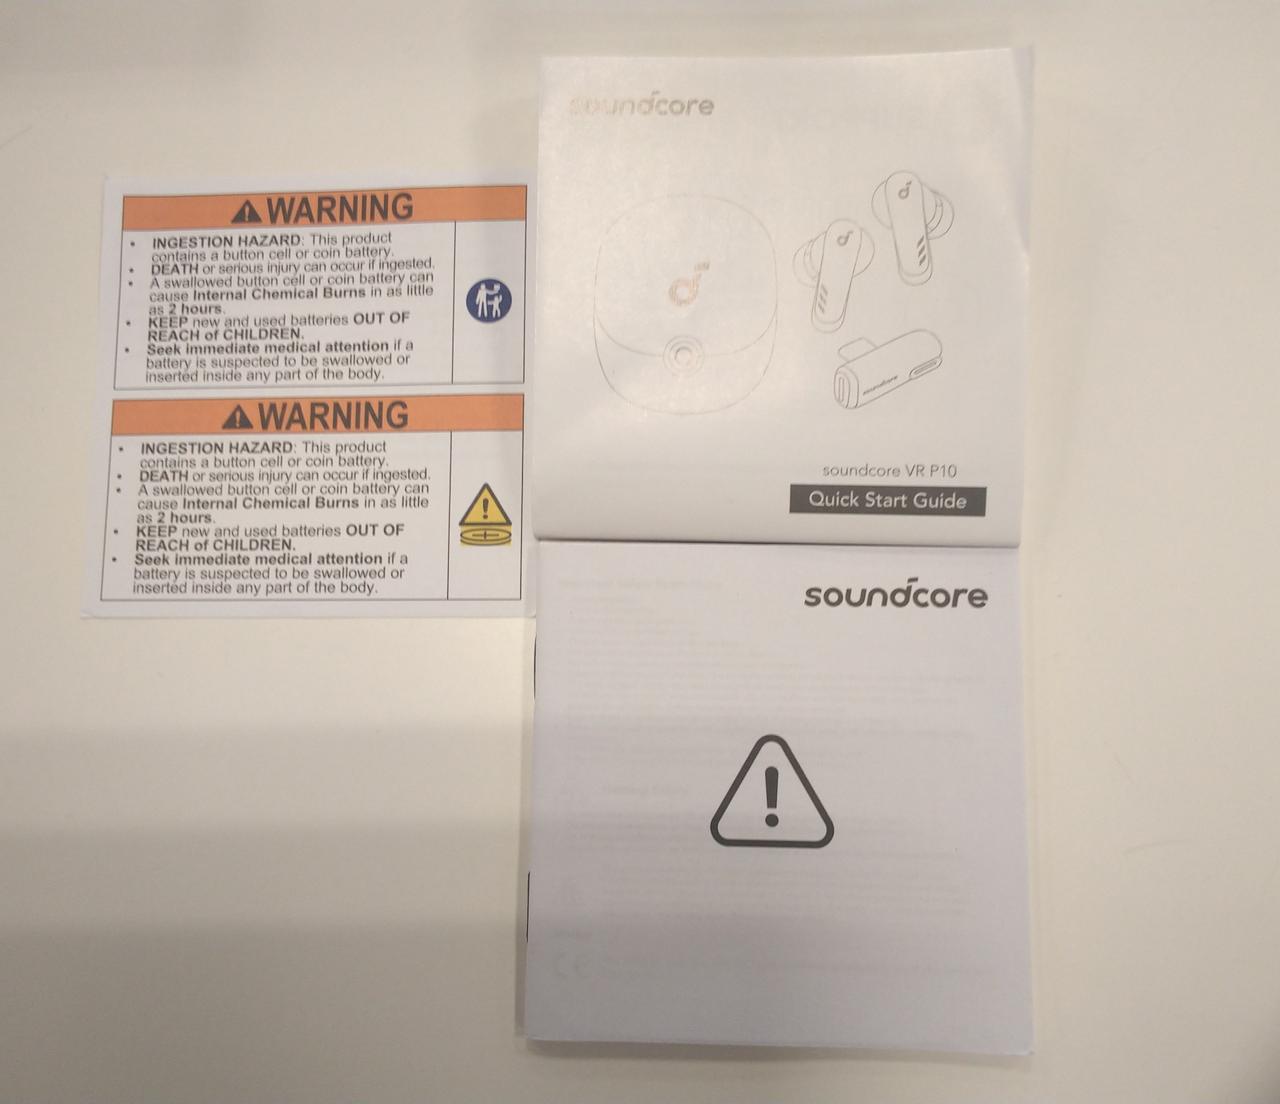 WARNING
• INGESTION HAZARD: This product
contains a button cell or coin battery.
• DEATH or serious injury can occur if ingested.
• A swallowed button cell or coin battery can
cause Internal Chemical Burns in as little
as 2 hours.
• KEEP new and used batteries OUT OF
REACH of CHILDREN.
• Seek immediate medical attention if a
battery is suspected to be swallowed or
inserted inside any part of the body.
WARNING
• INGESTION HAZARD: This product
contains a button cell or coin battery.
• DEATH or serious injury can occur if ingested.
• A swallowed button cell or coin battery can
cause Internal Chemical Burns in as little
as 2 hours.
• KEEP new and used batteries OUT OF
REACH of CHILDREN.
• Seek immediate medical attention if a
battery is suspected to be swallowed or
inserted inside any part of the body.
soundcore
soundcore
soundcore VR P10
Quick Start Guide
soundcore